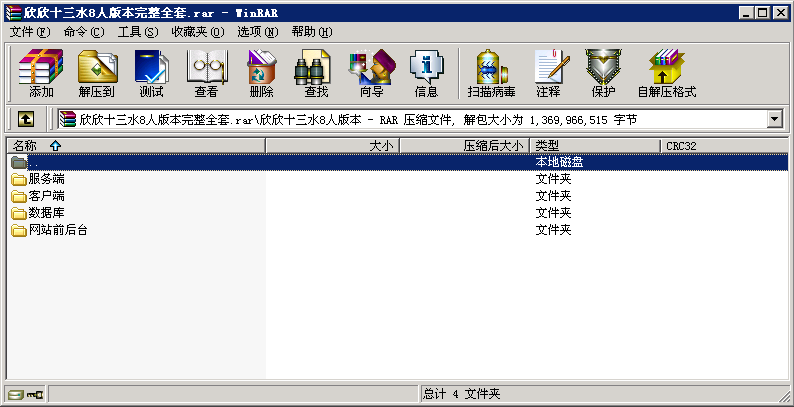 欣欣十三水8人版本完整全套.rar - WinRAR
文件(F) 命令(C) 工具(S) 收藏夹(O) 选项(N) 帮助(H)
添加 解压到 测试 查看 删除 查找 向导 信息 扫描病毒 注释 保护 自解压格式
欣欣十三水8人版本完整全套.rar\欣欣十三水8人版本 - RAR 压缩文件, 解包大小为 1,369,966,515 字节
名称 大小 压缩后大小 类型 CRC32
.. 本地磁盘
服务端 文件夹
客户端 文件夹
数据库 文件夹
网站前后台 文件夹
总计 4 文件夹